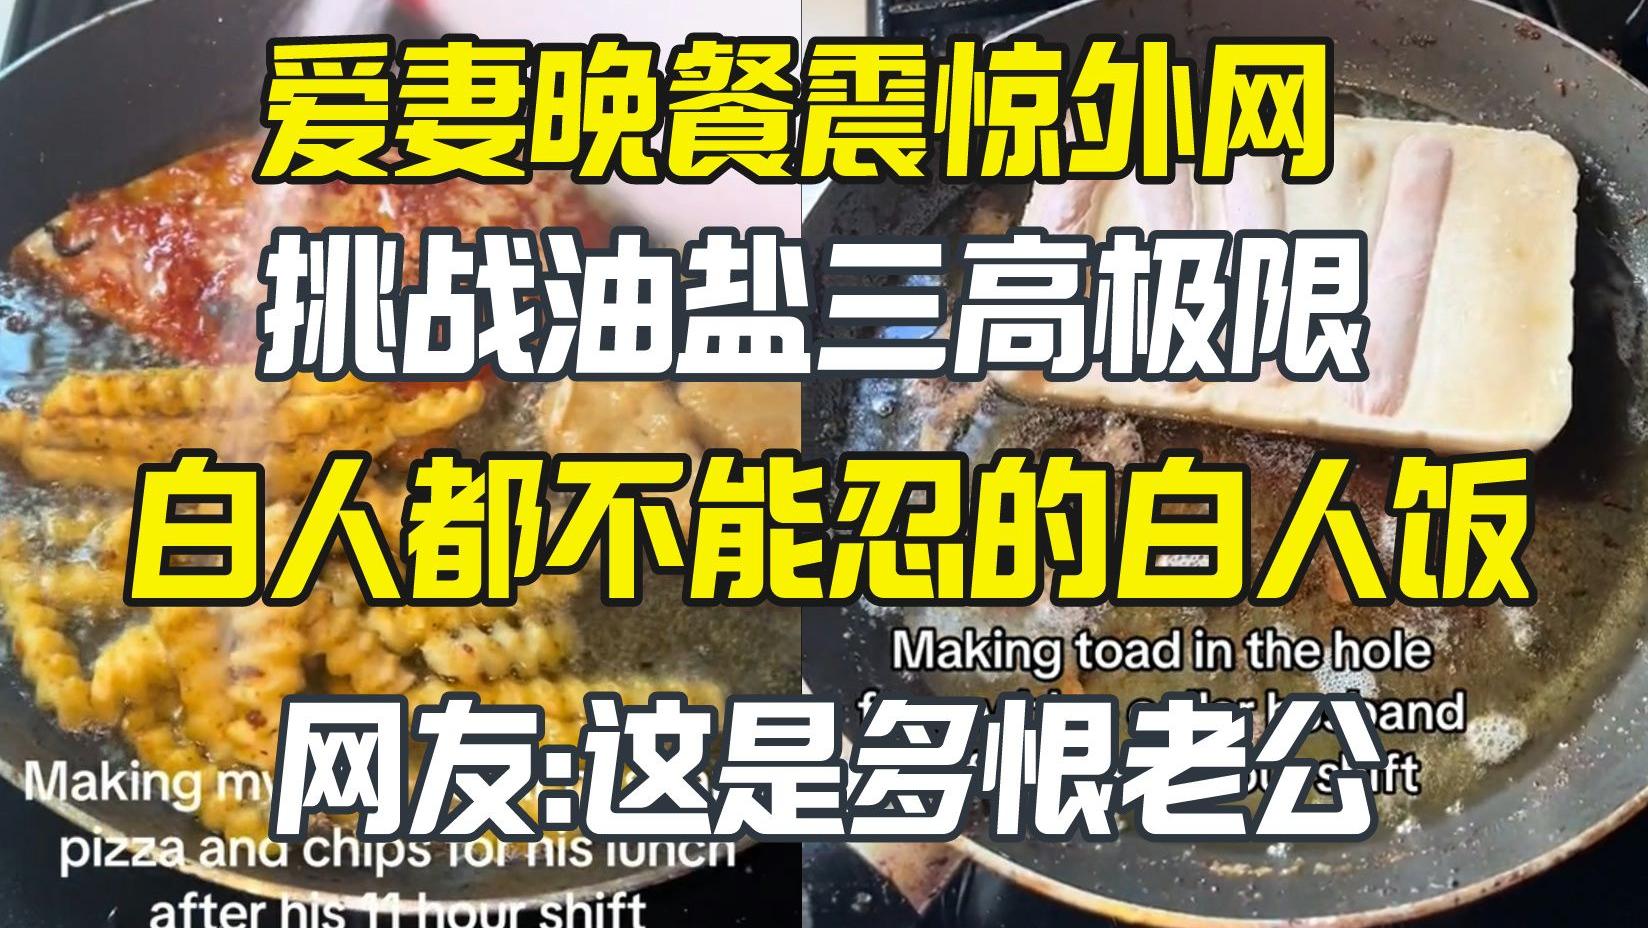 爱妻晚餐震惊外网
挑战油盐三高极限
白人都不能忍的白人饭
网友:这是多恨老公
Making my
pizza and chips for his lunch
after his 11 hour shift
Making toad in the hole
husband
shift